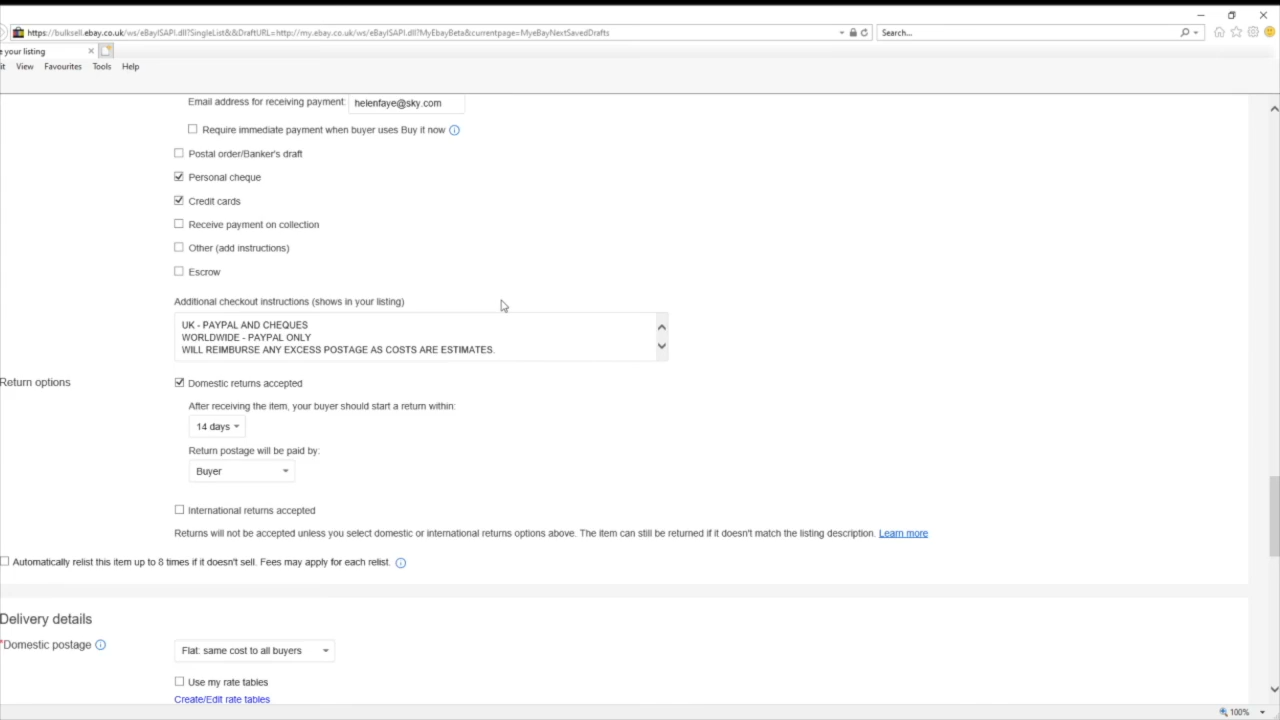 https://bulksell.ebay.co.uk/ws/eBayISAPI.dll?SingleList&&DraftURL=http://my.ebay.co.uk/ws/eBayISAPI.dll?MyEbayBeta&currentpage=MyeBayNextSavedDrafts
Search...
e your listing
it View Favourites Tools Help
Email address for receiving payment: helenfaye@sky.com
Require immediate payment when buyer uses Buy it now
Postal order/Banker's draft
Personal cheque
Credit cards
Receive payment on collection
Other (add instructions)
Escrow
Additional checkout instructions (shows in your listing)
UK - PAYPAL AND CHEQUES
WORLDWIDE - PAYPAL ONLY
WILL REIMBURSE ANY EXCESS POSTAGE AS COSTS ARE ESTIMATES.
Return options
Domestic returns accepted
After receiving the item, your buyer should start a return within:
14 days
Return postage will be paid by:
Buyer
International returns accepted
Returns will not be accepted unless you select domestic or international returns options above. The item can still be returned if it doesn't match the listing description. Learn more
Automatically relist this item up to 8 times if it doesn't sell. Fees may apply for each relist.
Delivery details
*Domestic postage
Flat: same cost to all buyers
Use my rate tables
Create/Edit rate tables
100%